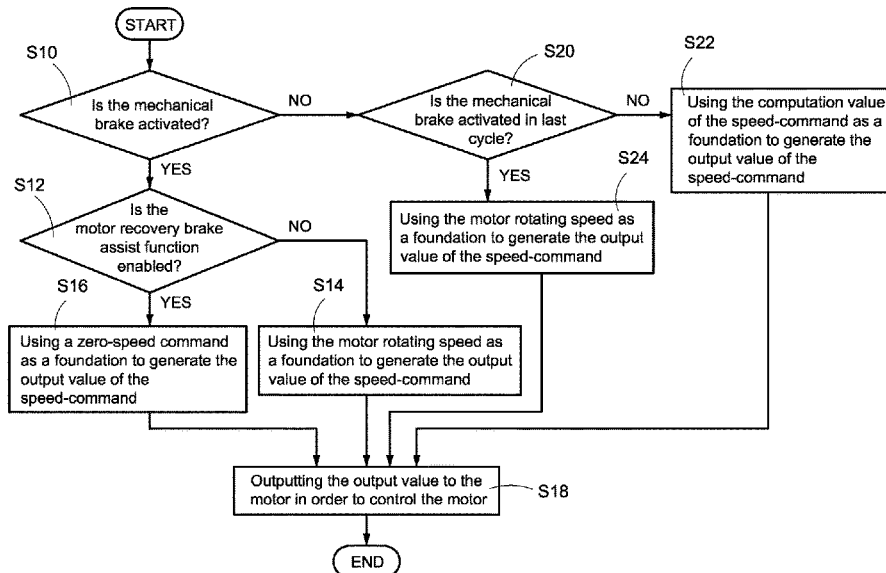 START
S10
Is the mechanical
brake activated?
NO
YES
S20
Is the mechanical
brake activated in last
cycle?
NO
YES
S22
Using the computation value
of the speed-command as a
foundation to generate the
output value of the
speed-command
S24
Using the motor rotating speed as
a foundation to generate the output
value of the speed-command
S12
Is the
motor recovery brake
assist function
enabled?
NO
YES
S16
Using a zero-speed command
as a foundation to generate the
output value of the
speed-command
S14
Using the motor rotating speed as
a foundation to generate the output
value of the speed-command
Outputting the output value to the
motor in order to control the motor
S18
END